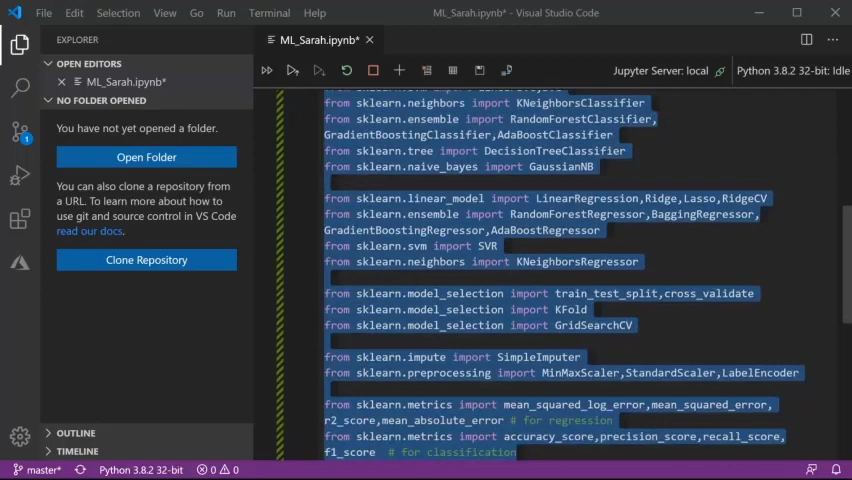 File Edit Selection View Go Run Terminal Help
ML_Sarah.ipynb* - Visual Studio Code
EXPLORER
OPEN EDITORS
ML_Sarah.ipynb*
NO FOLDER OPENED
You have not yet opened a folder.
Open Folder
You can also clone a repository from
a URL. To learn more about how to
use git and source control in VS Code
read our docs.
Clone Repository
OUTLINE
TIMELINE
1
ML_Sarah.ipynb*
Jupyter Server: local
Python 3.8.2 32-bit: Idle
from sklearn.neighbors import KNeighborsClassifier
from sklearn.ensemble import RandomForestClassifier,
GradientBoostingClassifier,AdaBoostClassifier
from sklearn.tree import DecisionTreeClassifier
from sklearn.naive_bayes import GaussianNB
from sklearn.linear_model import LinearRegression,Ridge,Lasso,RidgeCV
from sklearn.ensemble import RandomForestRegressor,BaggingRegressor,
GradientBoostingRegressor,AdaBoostRegressor
from sklearn.svm import SVR
from sklearn.neighbors import KNeighborsRegressor
from sklearn.model_selection import train_test_split,cross_validate
from sklearn.model_selection import KFold
from sklearn.model_selection import GridSearchCV
from sklearn.impute import SimpleImputer
from sklearn.preprocessing import MinMaxScaler,StandardScaler,LabelEncoder
from sklearn.metrics import mean_squared_log_error,mean_squared_error,
r2_score,mean_absolute_error # for regression
from sklearn.metrics import accuracy_score,precision_score,recall_score,
f1_score # for classification
master* Python 3.8.2 32-bit 0 0